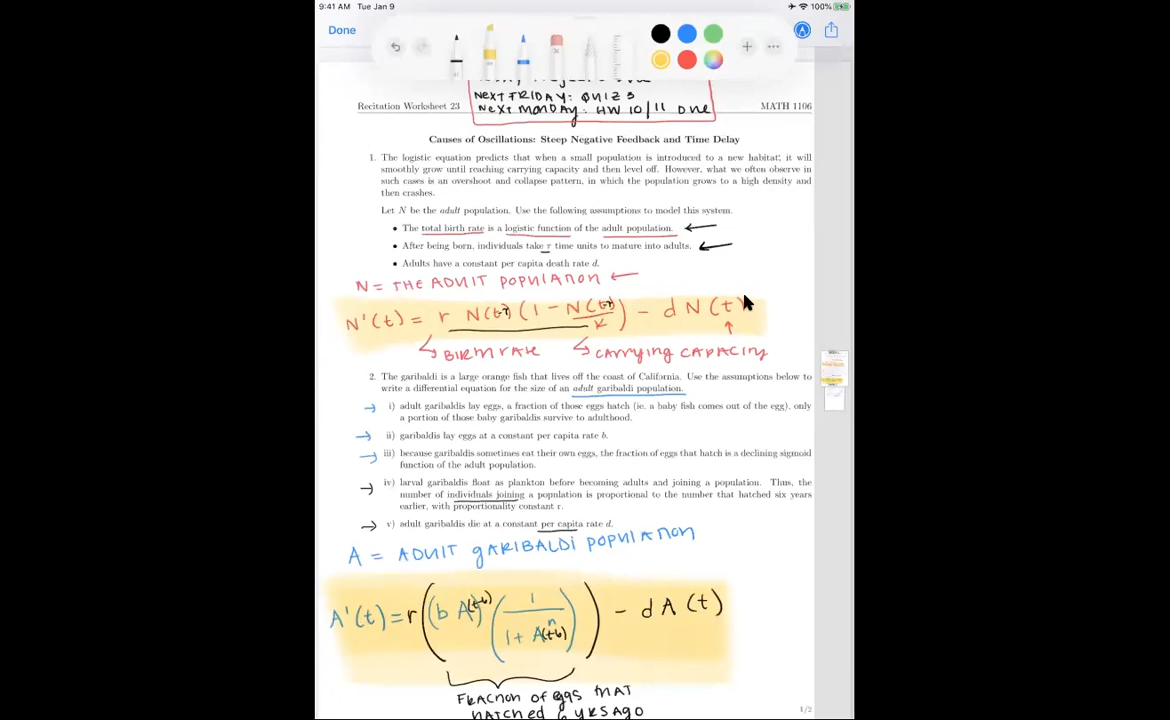 9:41 AM Tue Jan 9
100%
Done
NEXT FRIDAY: QUIZ 3
NEXT MONDAY: HW 10/11 DUE
Recitation Worksheet 23
MATH 1106
Causes of Oscillations: Steep Negative Feedback and Time Delay
1. The logistic equation predicts that when a small population is introduced to a new habitat, it will
smoothly grow until reaching carrying capacity and then level off. However, what we often observe in
such cases is an overshoot and collapse pattern, in which the population grows to a high density and
then crashes.
Let N be the adult population. Use the following assumptions to model this system.
• The total birth rate is a logistic function of the adult population.
• After being born, individuals take τ time units to mature into adults.
• Adults have a constant per capita death rate d.
N = THE ADULT POPULATION
N'(t) = r N(t-τ) (1 - N(t-τ)/K) - d N(t)
BIRTH RATE
CARRYING CAPACITY
2. The garibaldi is a large orange fish that lives off the coast of California. Use the assumptions below to
write a differential equation for the size of an adult garibaldi population.
i) adult garibaldis lay eggs, a fraction of those eggs hatch (ie. a baby fish comes out of the egg), only
a portion of those baby garibaldis survive to adulthood.
ii) garibaldis lay eggs at a constant per capita rate b.
iii) because garibaldis sometimes eat their own eggs, the fraction of eggs that hatch is a declining sigmoid
function of the adult population.
iv) larval garibaldis float as plankton before becoming adults and joining a population. Thus, the
number of individuals joining a population is proportional to the number that hatched six years
earlier, with proportionality constant r.
v) adult garibaldis die at a constant per capita rate d.
A = ADULT GARIBALDI POPULATION
A'(t) = r((b A(t-6))(1/(1 + A^n(t-6)))) - d A(t)
FRACTION OF EGGS THAT
HATCHED 6 YRS AGO
1/2